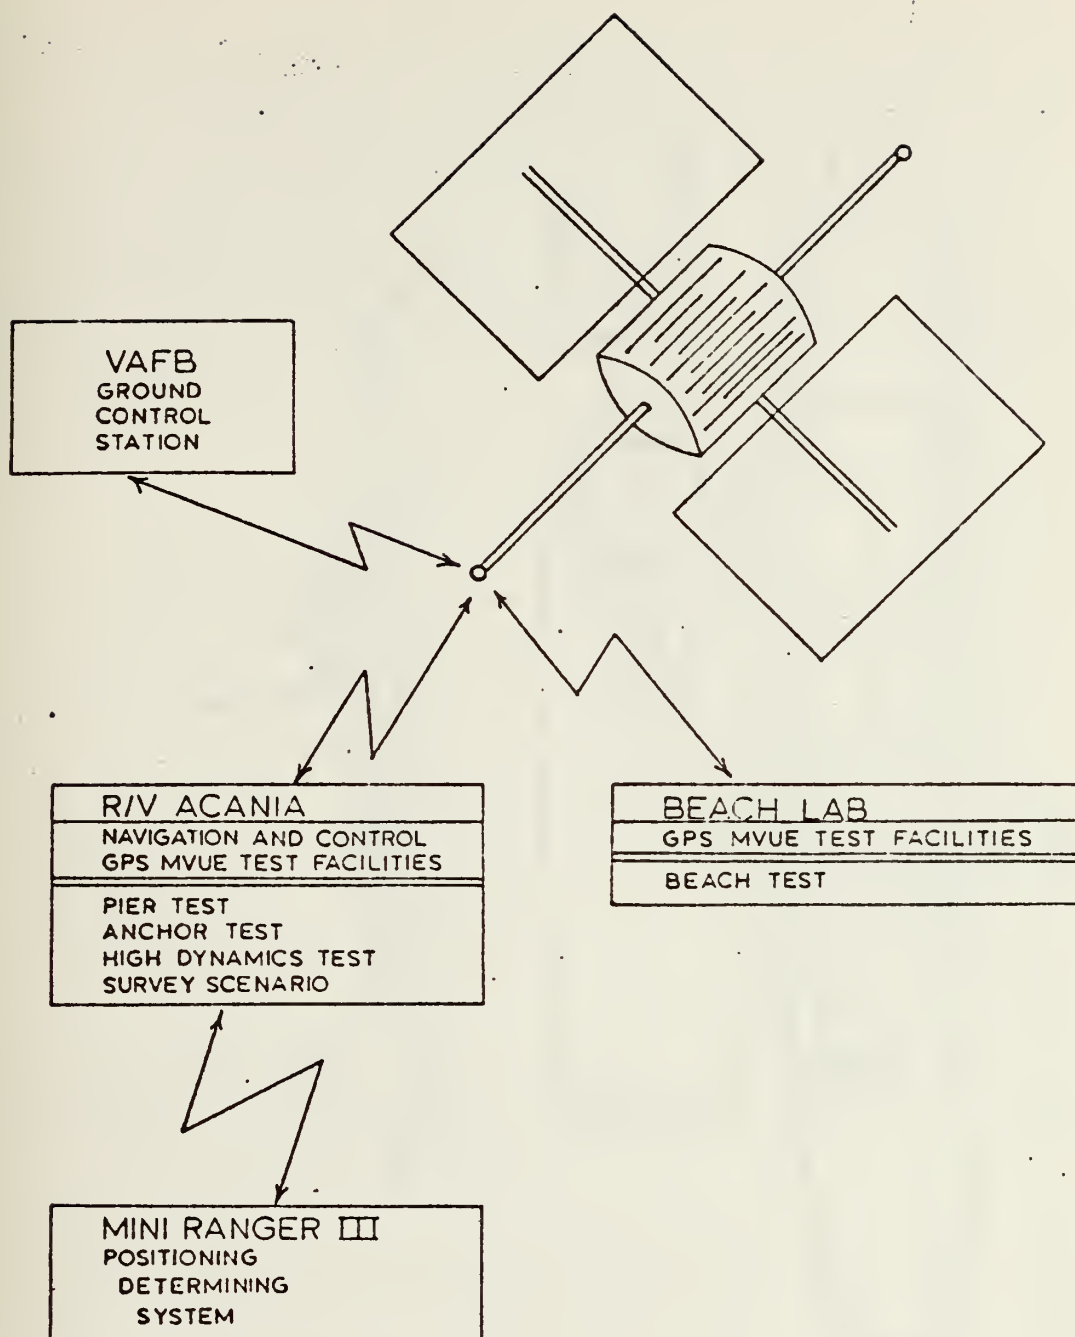 VAFB
GROUND
CONTROL
STATION
R/V ACANIA
NAVIGATION AND CONTROL
GPS MVUE TEST FACILITIES
PIER TEST
ANCHOR TEST
HIGH DYNAMICS TEST
SURVEY SCENARIO
BEACH LAB
GPS MVUE TEST FACILITIES
BEACH TEST
MINI RANGER III
POSITIONING
DETERMINING
SYSTEM